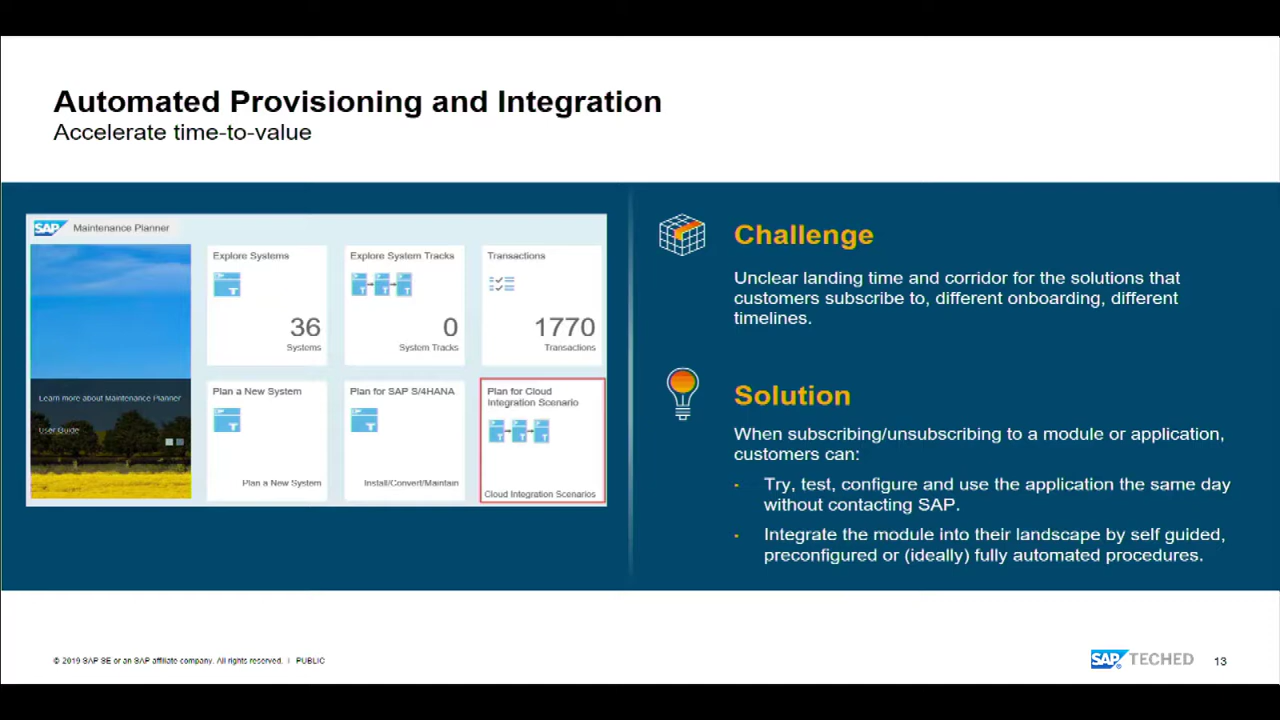 Automated Provisioning and Integration
Accelerate time-to-value
SAP Maintenance Planner
Explore Systems
36
Systems
Explore System Tracks
0
System Tracks
Transactions
1770
Transactions
Learn more about Maintenance Planner
User Guide
Plan a New System
Plan a New System
Plan for SAP S/4HANA
Install/Convert/Maintain
Plan for Cloud
Integration Scenario
Cloud Integration Scenarios
Challenge
Unclear landing time and corridor for the solutions that
customers subscribe to, different onboarding, different
timelines.
Solution
When subscribing/unsubscribing to a module or application,
customers can:
• Try, test, configure and use the application the same day
without contacting SAP.
• Integrate the module into their landscape by self guided,
preconfigured or (ideally) fully automated procedures.
© 2019 SAP SE or an SAP affiliate company. All rights reserved. | PUBLIC
SAP TECHED
13